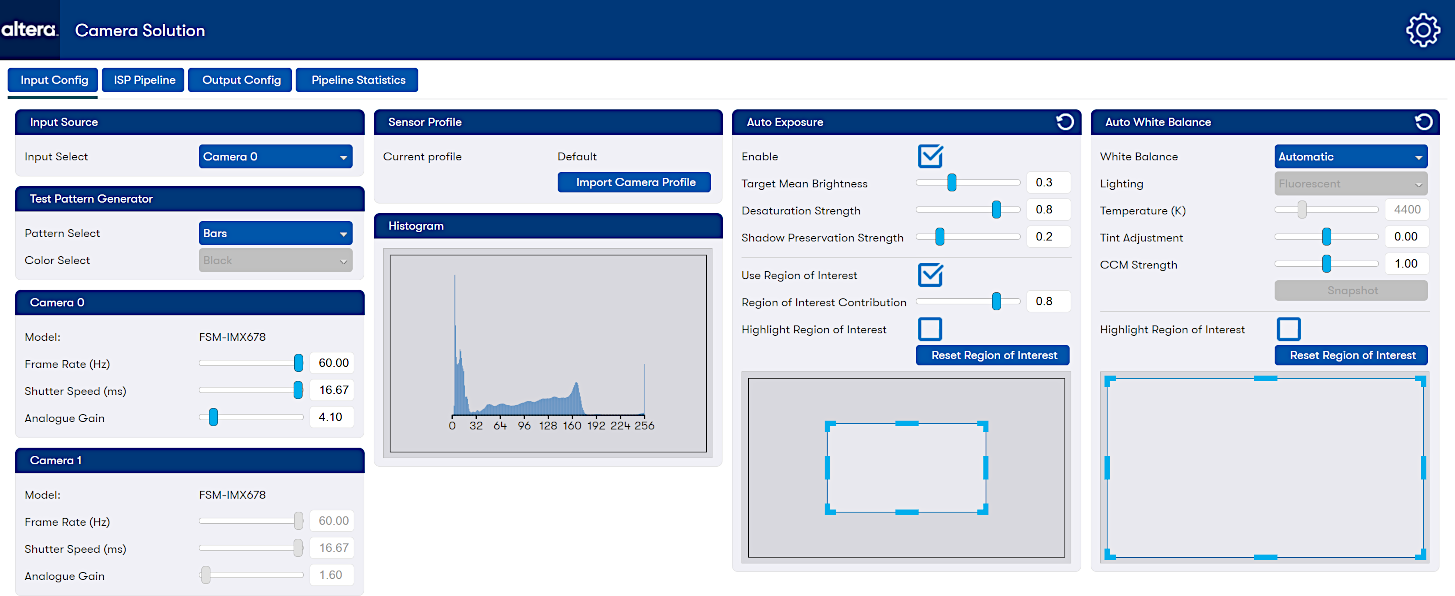 altera. Camera Solution
Input Config ISP Pipeline Output Config Pipeline Statistics
Input Source
Input Select Camera 0
Test Pattern Generator
Pattern Select Bars
Color Select Black
Camera 0
Model: FSM-IMX678
Frame Rate (Hz) 60.00
Shutter Speed (ms) 16.67
Analogue Gain 4.10
Camera 1
Model: FSM-IMX678
Frame Rate (Hz) 60.00
Shutter Speed (ms) 16.67
Analogue Gain 1.60
Sensor Profile
Current profile Default
Import Camera Profile
Histogram
0 32 64 96 128 160 192 224 256
Auto Exposure
Enable
Target Mean Brightness 0.3
Desaturation Strength 0.8
Shadow Preservation Strength 0.2
Use Region of Interest
Region of Interest Contribution 0.8
Highlight Region of Interest
Reset Region of Interest
Auto White Balance
White Balance Automatic
Lighting Fluorescent
Temperature (K) 4400
Tint Adjustment 0.00
CCM Strength 1.00
Snapshot
Highlight Region of Interest
Reset Region of Interest